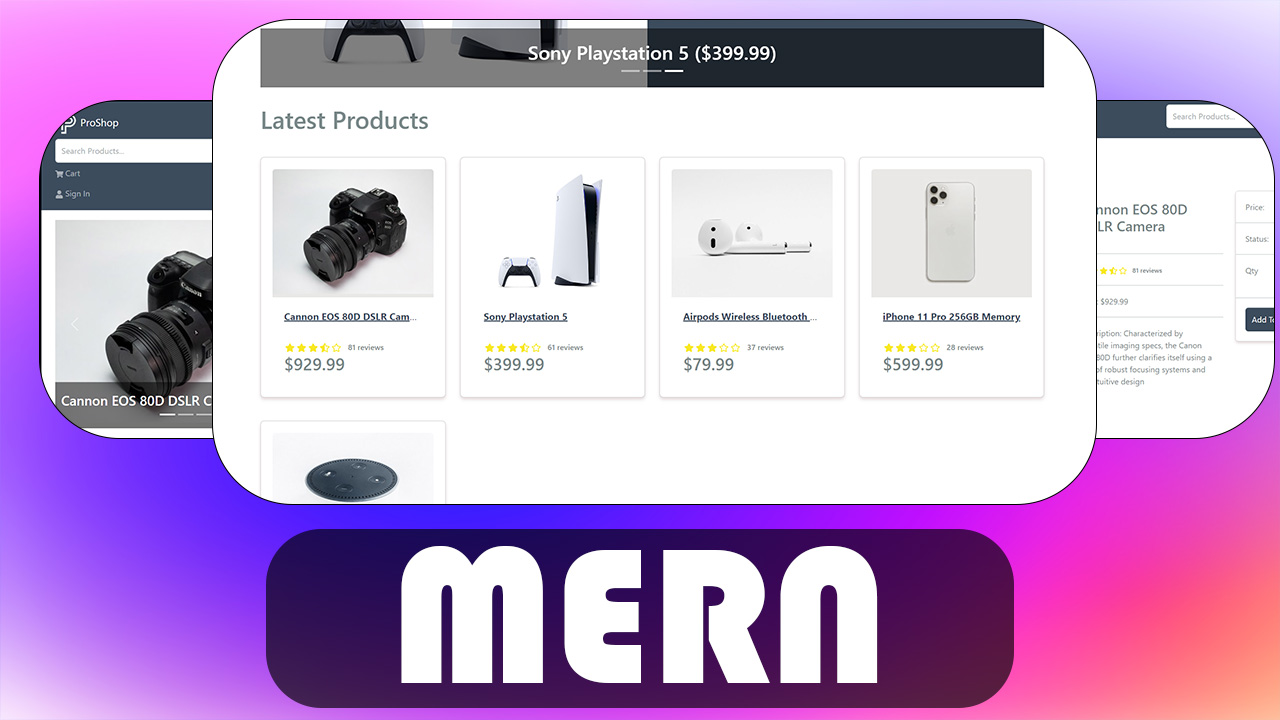 Sony Playstation 5 ($399.99)
Latest Products
Cannon EOS 80D DSLR Cam...
81 reviews
$929.99
Sony Playstation 5
61 reviews
$399.99
Airpods Wireless Bluetooth ...
37 reviews
$79.99
iPhone 11 Pro 256GB Memory
28 reviews
$599.99
ProShop
Search Products...
Cart
Sign In
Canon
Cannon EOS 80D DSLR C
Search Products...
nnon EOS 80D
LR Camera
81 reviews
: $929.99
ription: Characterized by
tile imaging specs, the Canon
80D further clarifies itself using a
of robust focusing systems and
tuitive design
Price:
Status:
Qty
Add To
MERN